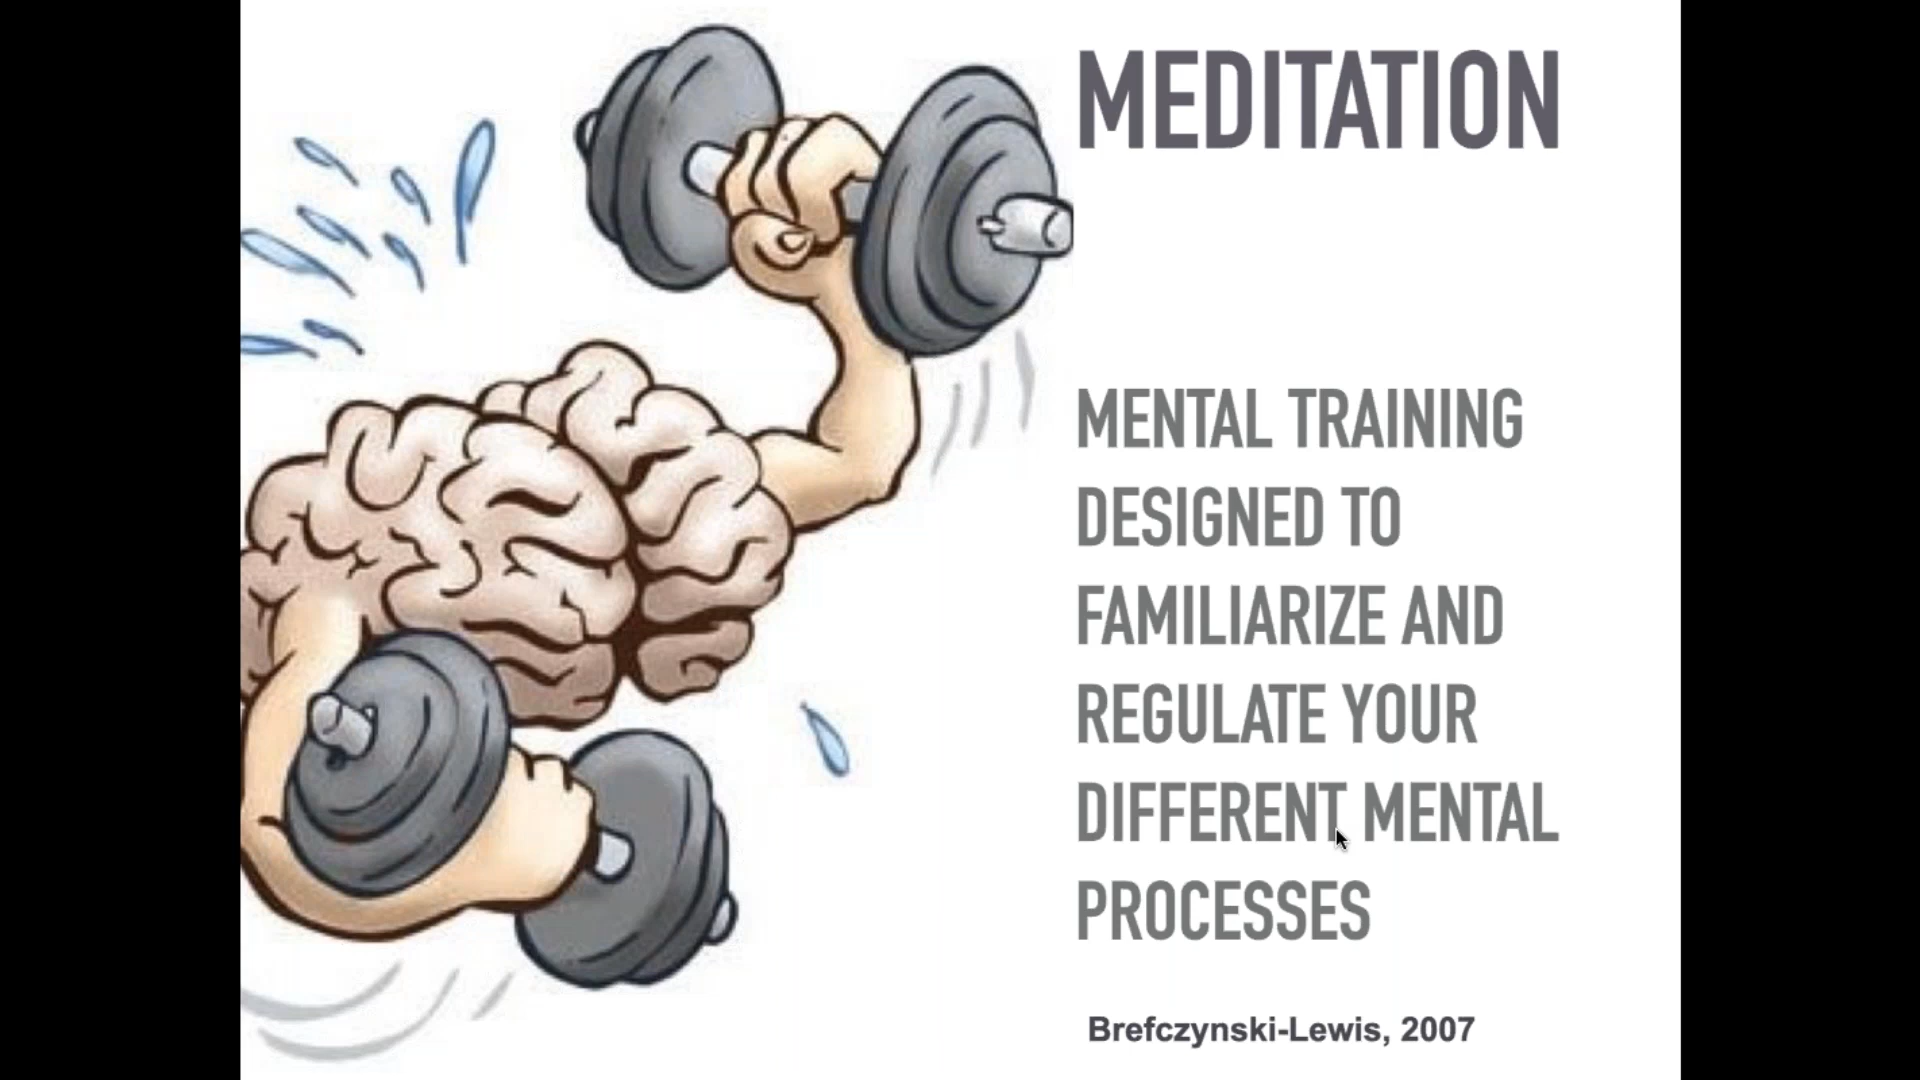 MEDITATION
MENTAL TRAINING
DESIGNED TO
FAMILIARIZE AND
REGULATE YOUR
DIFFERENT MENTAL
PROCESSES
Brefczynski-Lewis, 2007